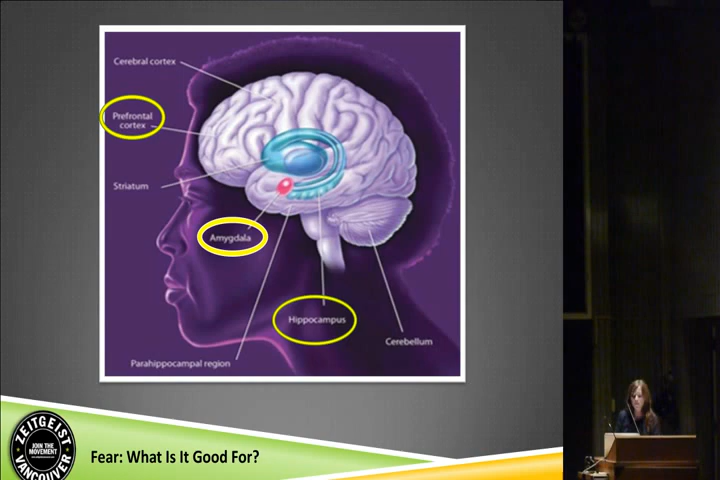 Cerebral cortex
Prefrontal
cortex
Striatum
Amygdala
Hippocampus
Cerebellum
Parahippocampal region
ZEITGEIST
JOIN THE
MOVEMENT
VANCOUVER
Fear: What Is It Good For?